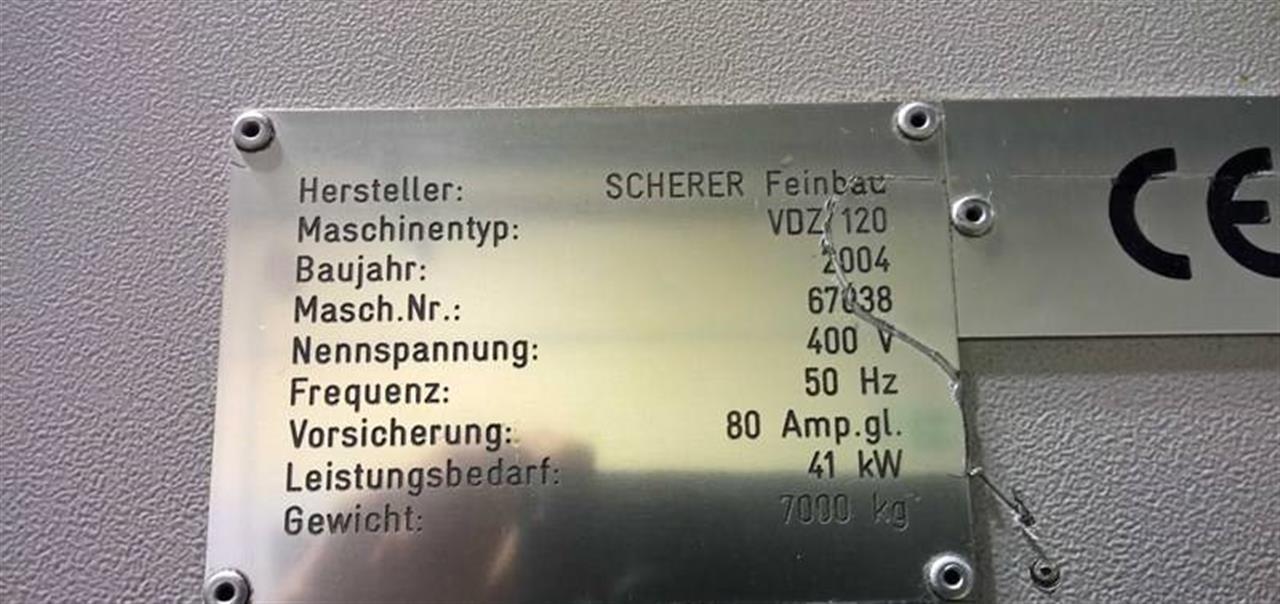 Hersteller: SCHERER Feinbau
Maschinentyp: VDZ 120
Baujahr: 2004
Masch.Nr.: 67038
Nennspannung: 400 V
Frequenz: 50 Hz
Vorsicherung: 80 Amp.gl.
Leistungsbedarf: 41 kW
Gewicht: 7000 kg
CE